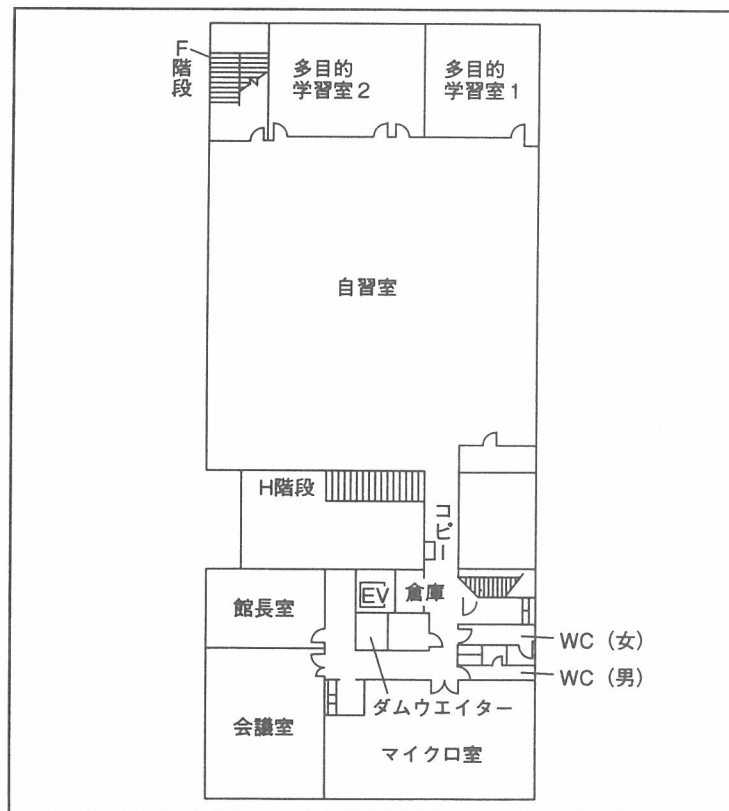 F階段
多目的
学習室2
多目的
学習室1
自習室
H階段
コピー
館長室
EV
倉庫
WC（女）
WC（男）
ダムウエイター
会議室
マイクロ室